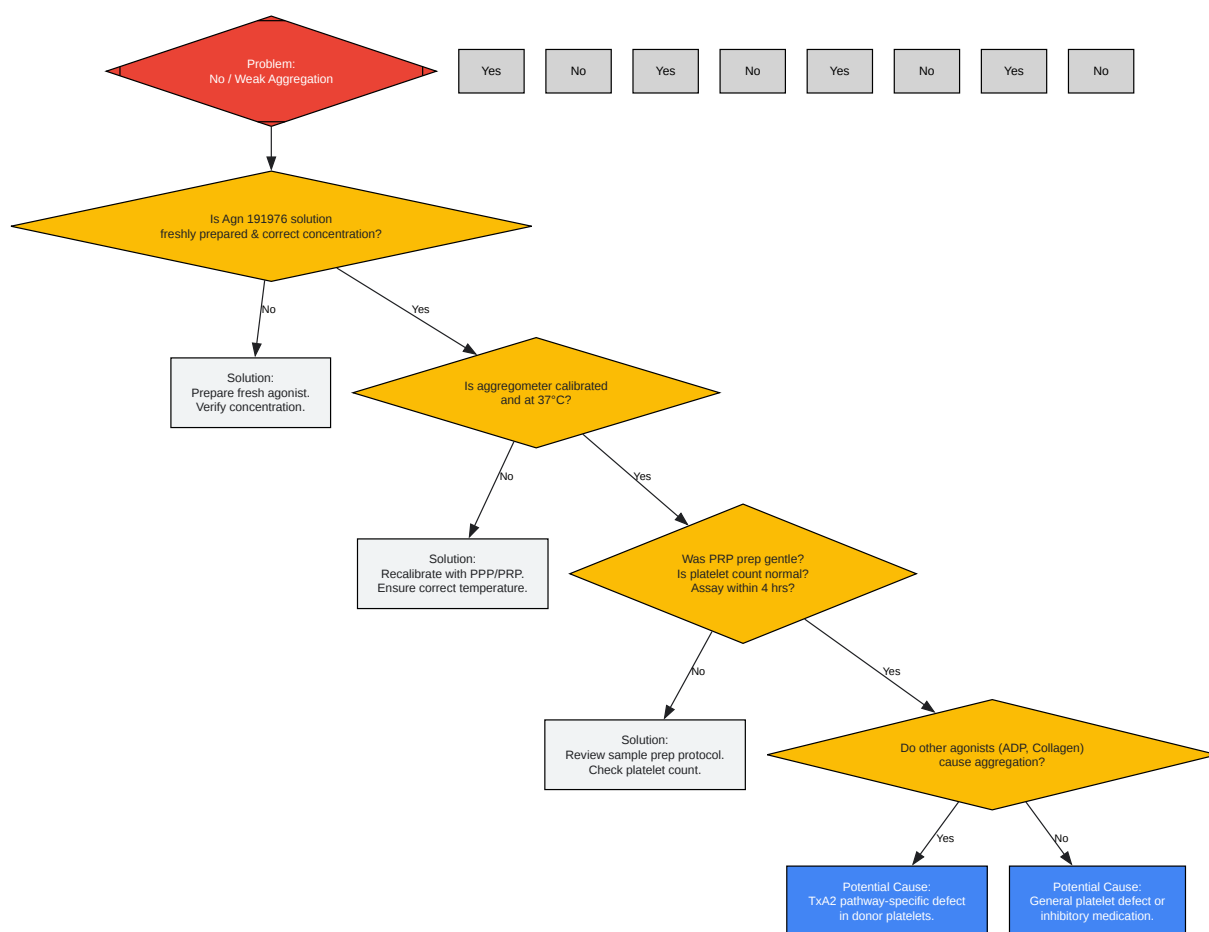 Problem:
No / Weak Aggregation
Yes
No
Yes
No
Yes
No
Yes
No
Is Agn 191976 solution
freshly prepared & correct concentration?
No
Yes
Solution:
Prepare fresh agonist.
Verify concentration.
Is aggregometer calibrated
and at 37°C?
No
Yes
Solution:
Recalibrate with PPP/PRP.
Ensure correct temperature.
Was PRP prep gentle?
Is platelet count normal?
Assay within 4 hrs?
No
Yes
Solution:
Review sample prep protocol.
Check platelet count.
Do other agonists (ADP, Collagen)
cause aggregation?
Yes
No
Potential Cause:
TxA2 pathway-specific defect
in donor platelets.
Potential Cause:
General platelet defect or
inhibitory medication.